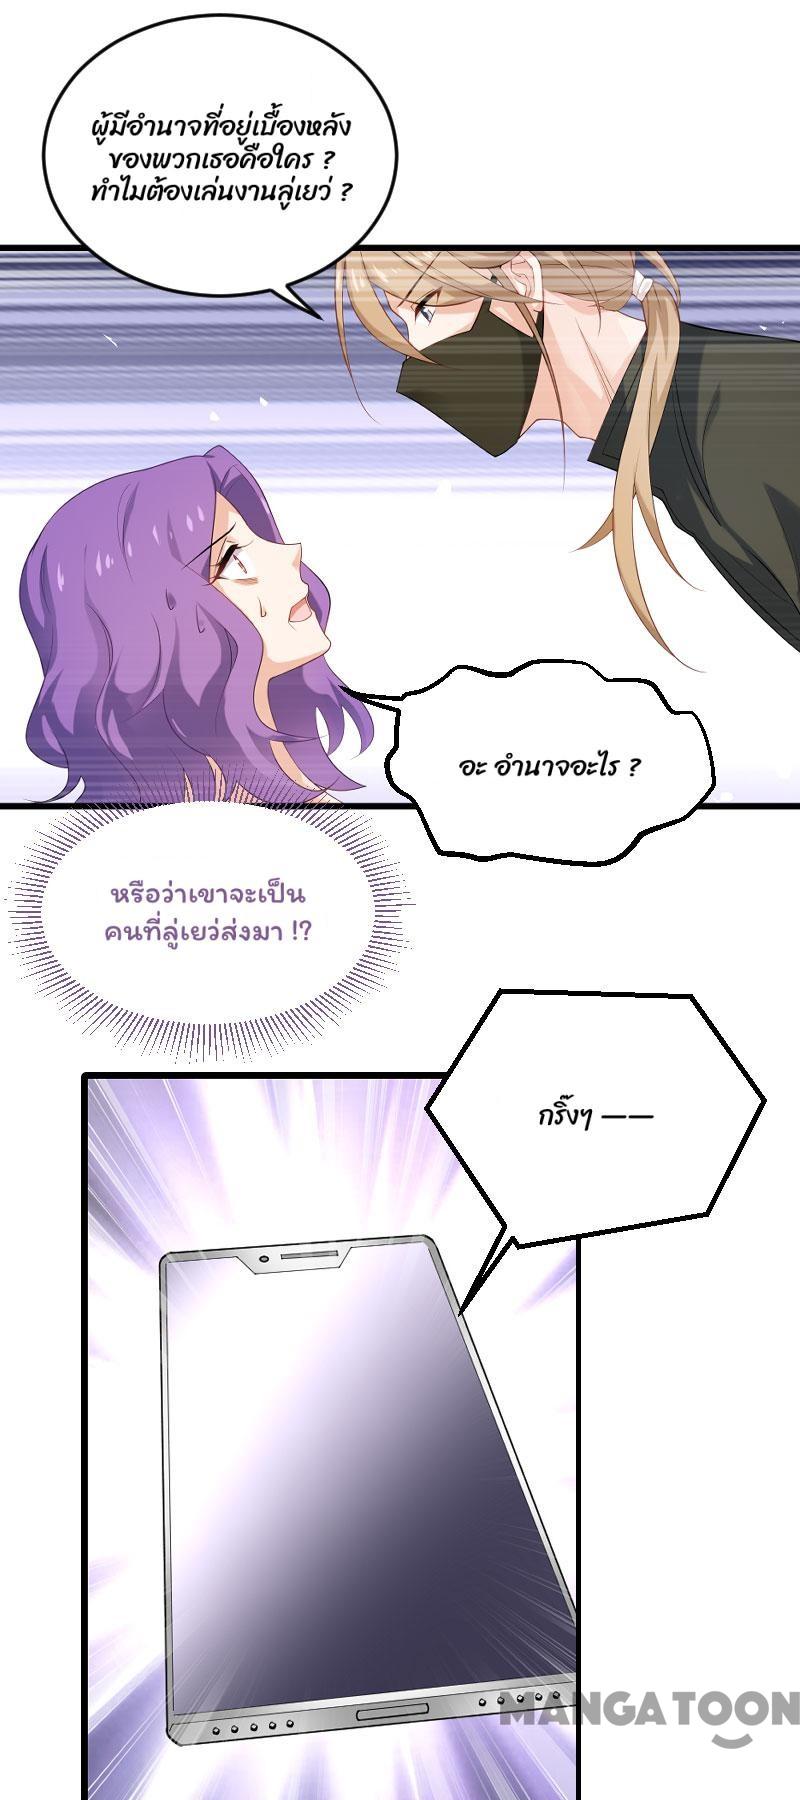 ผู้มีอำนาจที่อยู่เบื้องหลัง
ของพวกเธอคือใคร ?
ทำไมต้องเล่นงานลู่เยว่ ?
อะ อำนาจอะไร ?
หรือว่าเขาจะเป็น
คนที่ลู่เยว่ส่งมา !?
กริ๊งๆ ——
MANGATOON